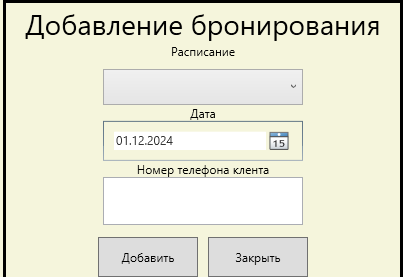 Добавление бронирования
Расписание
Дата
01.12.2024
15
Номер телефона клента
Добавить
Закрыть